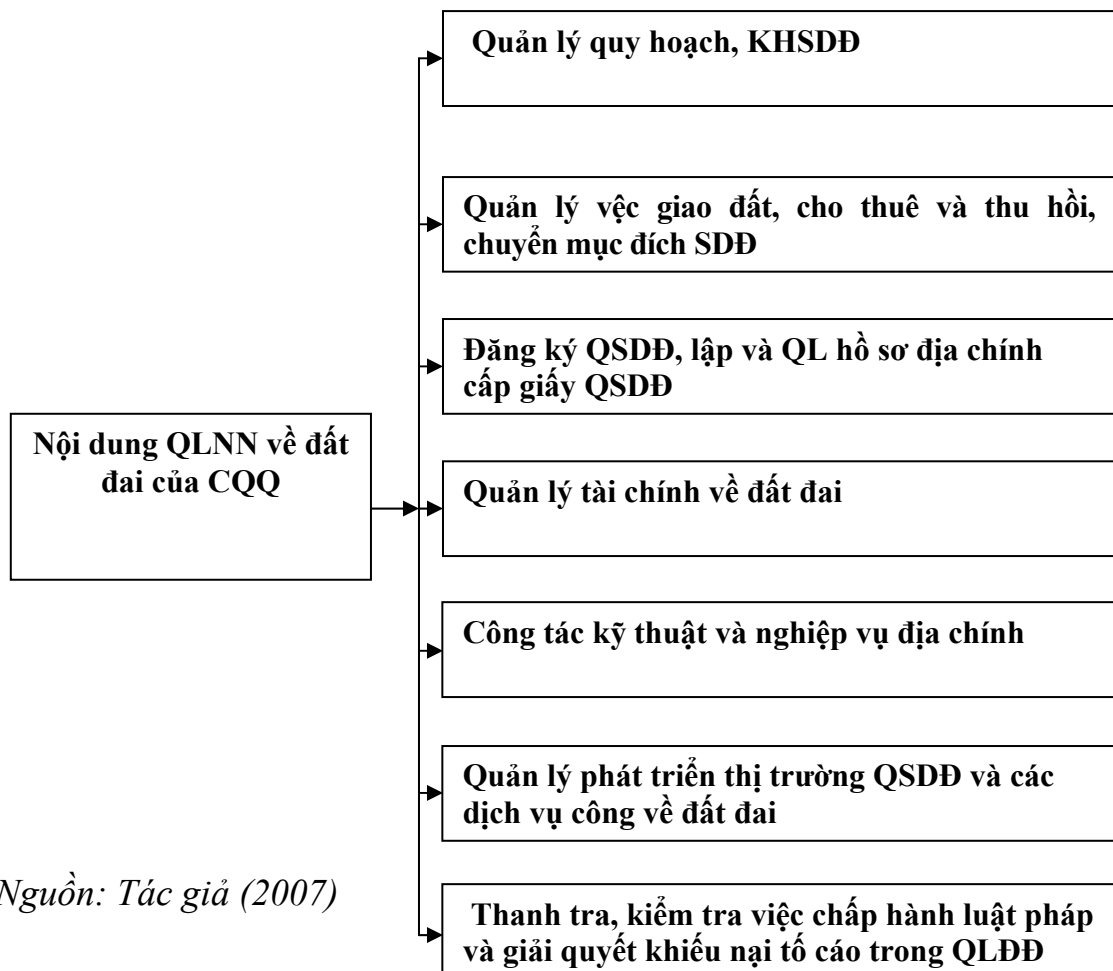 Quản lý quy hoạch, KHSDĐ
Quản lý vệc giao đất, cho thuê và thu hồi,
chuyển mục đích SDĐ
Đăng ký QSDĐ, lập và QL hồ sơ địa chính
cấp giấy QSDĐ
Nội dung QLNN về đất
đai của CQQ
Quản lý tài chính về đất đai
Công tác kỹ thuật và nghiệp vụ địa chính
Quản lý phát triển thị trường QSDĐ và các
dịch vụ công về đất đai
Nguồn: Tác giả (2007)
Thanh tra, kiểm tra việc chấp hành luật pháp
và giải quyết khiếu nại tố cáo trong QLĐĐ